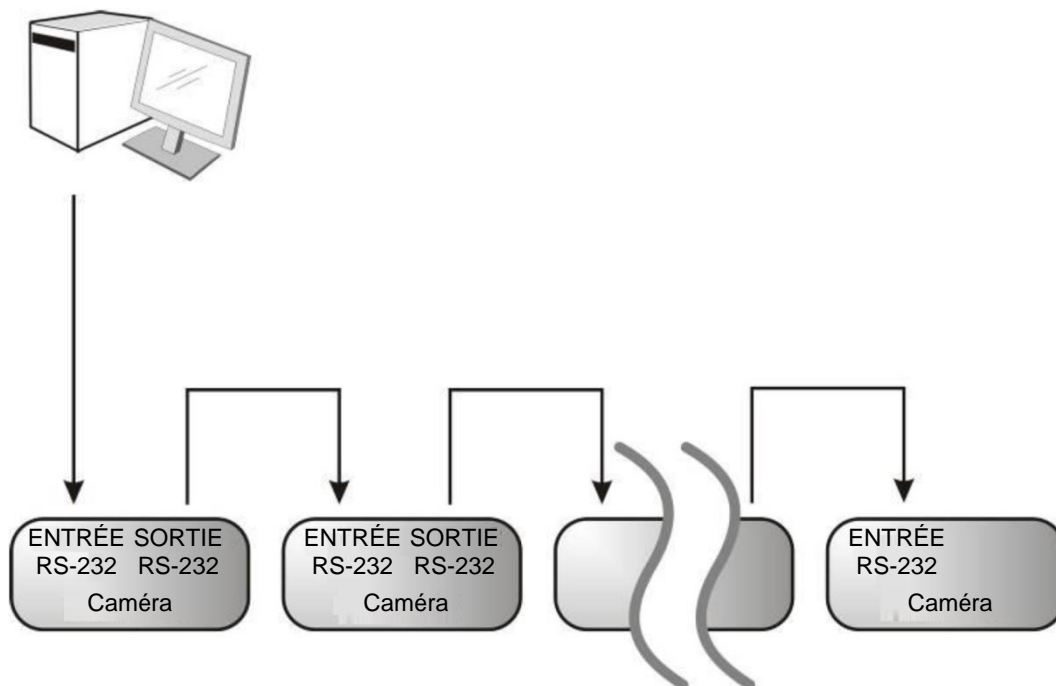 ENTRÉE SORTIE
RS-232 RS-232
Caméra
ENTRÉE SORTIE
RS-232 RS-232
Caméra
ENTRÉE
RS-232
Caméra